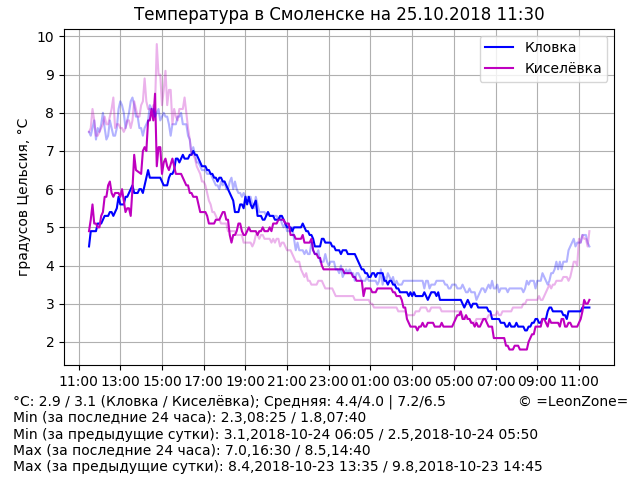 Температура в Смоленске на 25.10.2018 11:30
Кловка
Киселёвка
градусов Цельсия, °C
10
9
8
7
6
5
4
3
2
11:00 13:00 15:00 17:00 19:00 21:00 23:00 01:00 03:00 05:00 07:00 09:00 11:00
°C: 2.9 / 3.1 (Кловка / Киселёвка); Средняя: 4.4/4.0 | 7.2/6.5 © =LeonZone=
Min (за последние 24 часа): 2.3,08:25 / 1.8,07:40
Min (за предыдущие сутки): 3.1,2018-10-24 06:05 / 2.5,2018-10-24 05:50
Max (за последние 24 часа): 7.0,16:30 / 8.5,14:40
Max (за предыдущие сутки): 8.4,2018-10-23 13:35 / 9.8,2018-10-23 14:45